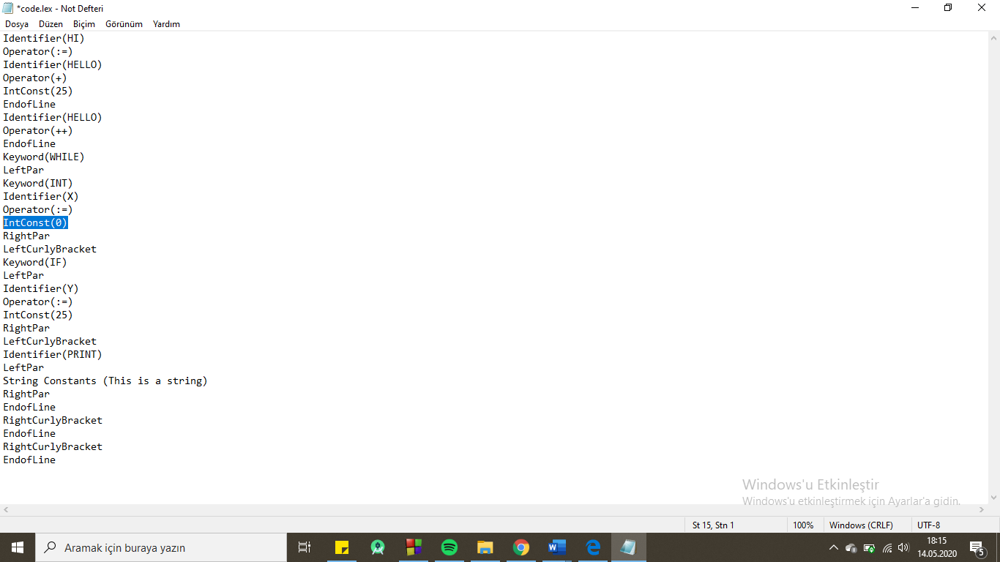 *code.lex - Not Defteri
Dosya Düzen Biçim Görünüm Yardım
Identifier(HI)
Operator(:=)
Identifier(HELLO)
Operator(+)
IntConst(25)
EndofLine
Identifier(HELLO)
Operator(++)
EndofLine
Keyword(WHILE)
LeftPar
Keyword(INT)
Identifier(X)
Operator(:=)
IntConst(0)
RightPar
LeftCurlyBracket
Keyword(IF)
LeftPar
Identifier(Y)
Operator(:=)
IntConst(25)
RightPar
LeftCurlyBracket
Identifier(PRINT)
LeftPar
String Constants (This is a string)
RightPar
EndofLine
RightCurlyBracket
EndofLine
RightCurlyBracket
EndofLine
Windows'u Etkinleştir
Windows'u etkinleştirmek için Ayarlar'a gidin.
St 15, Stn 1 100% Windows (CRLF) UTF-8
Aramak için buraya yazın
18:15
14.05.2020
5